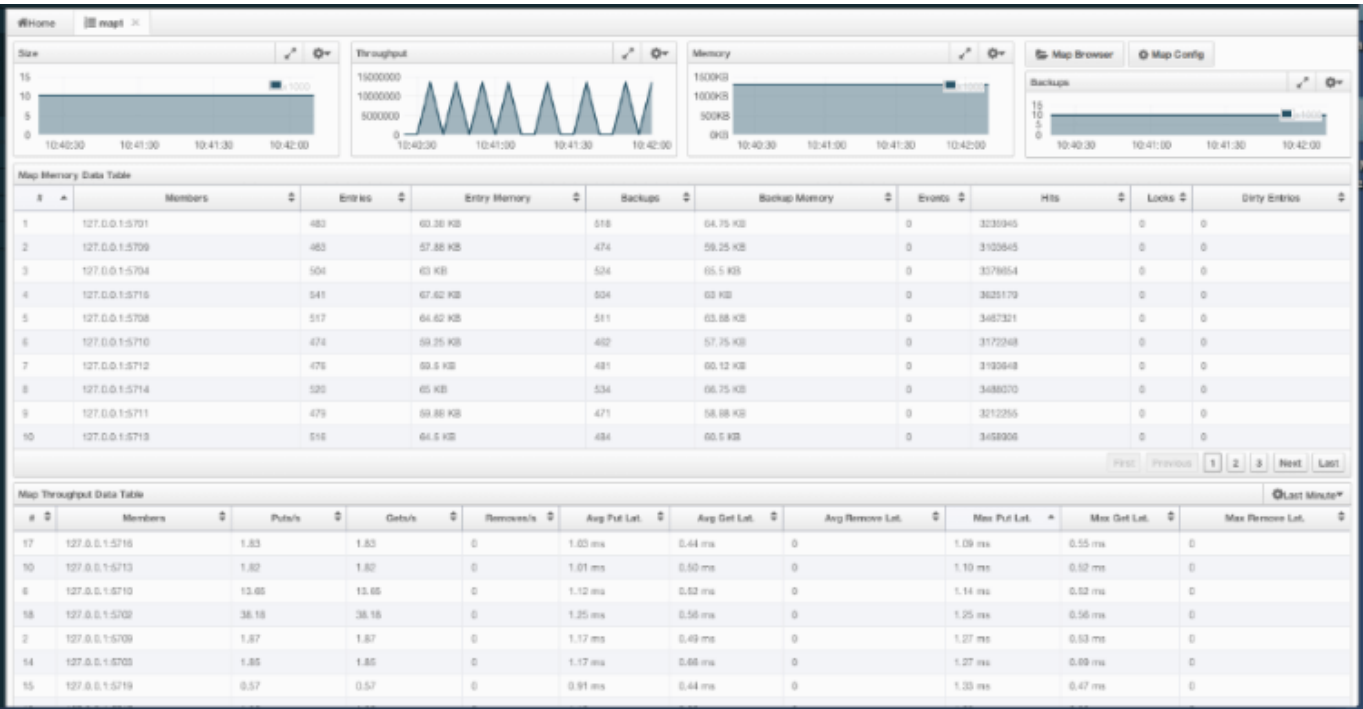 Home map1
Size Throughput Memory Map Browser Map Config
15 15000000 1500KB Backups
10 x1000 10000000 1000KB x1000 15
5 5000000 500KB 10 x1000
0 0 0KB 5
0
10:40:30 10:41:00 10:41:30 10:42:00 10:40:30 10:41:00 10:41:30 10:42:00 10:40:30 10:41:00 10:41:30 10:42:00 10:40:30 10:41:00 10:41:30 10:42:00
Map Memory Data Table
# Members Entries Entry Memory Backups Backup Memory Events Hits Locks Dirty Entries
1 127.0.0.1:5701 483 60.38 KB 518 64.75 KB 0 0 0
2 127.0.0.1:5709 463 57.88 KB 474 59.25 KB 0 3103645 0 0
3 127.0.0.1:5704 504 63 KB 524 65.5 KB 0 0 0
4 541 67.62 KB 504 63 KB 0 3625179 0 0
5 127.0.0.1:5708 517 64.62 KB 511 63.88 KB 0 3467321 0 0
6 127.0.0.1:5710 474 59.25 KB 462 57.75 KB 0 3172248 0 0
7 127.0.0.1:5712 476 59.5 KB 481 60.12 KB 0 0 0
8 127.0.0.1:5714 520 65 KB 534 66.75 KB 0 3488070 0 0
9 127.0.0.1:5711 479 59.88 KB 471 58.88 KB 0 3212255 0 0
10 127.0.0.1:5713 516 64.5 KB 484 60.5 KB 0 0 0
First Previous 1 2 3 Next Last
Map Throughput Data Table Last Minute
# Members Puts/s Gets/s Removes/s Avg Put Lat. Avg Get Lat. Avg Remove Lat. Max Put Lat. Max Get Lat. Max Remove Lat.
17 127.0.0.1:5716 1.83 1.83 0 1.03 ms 0.44 ms 0 1.09 ms 0.55 ms 0
10 127.0.0.1:5713 1.82 1.82 0 1.01 ms 0.50 ms 0 1.10 ms 0.52 ms 0
6 127.0.0.1:5710 13.65 13.65 0 1.12 ms 0.52 ms 0 1.14 ms 0.52 ms 0
18 127.0.0.1:5702 38.18 38.18 0 1.25 ms 0.56 ms 0 1.25 ms 0.56 ms 0
2 127.0.0.1:5709 1.87 1.87 0 1.17 ms 0.49 ms 0 1.27 ms 0.53 ms 0
14 127.0.0.1:5703 1.85 1.85 0 1.17 ms 0.66 ms 0 1.27 ms 0
15 127.0.0.1:5719 0.57 0.57 0 0.91 ms 0.44 ms 0 1.33 ms 0.47 ms 0